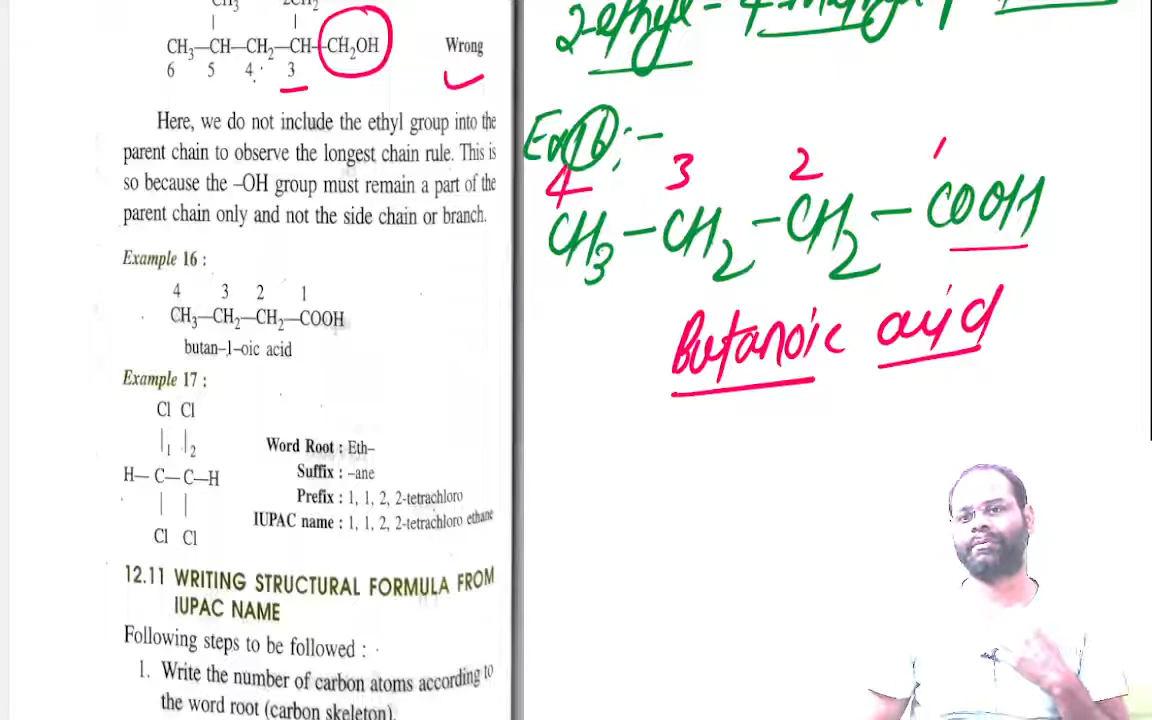 CH₃—CH—CH₂—CH—CH₂OH Wrong
6 5 4 3
Here, we do not include the ethyl group into the
parent chain to observe the longest chain rule. This is
so because the –OH group must remain a part of the
parent chain only and not the side chain or branch.
Example 16 :
4 3 2 1
CH₃—CH₂—CH₂—COOH
butan–1–oic acid
Example 17 :
Cl Cl
1 2
H— C— C—H
Cl Cl
Word Root : Eth–
Suffix : –ane
Prefix : 1, 1, 2, 2-tetrachloro
IUPAC name : 1, 1, 2, 2-tetrachloro ethane
12.11 WRITING STRUCTURAL FORMULA FROM
IUPAC NAME
Following steps to be followed :
1. Write the number of carbon atoms according to
the word root (carbon skeleton).
2-ethyl-4-methyl
Ex 16 :-
4 3 2 1
CH₃ – CH₂ – CH₂ – COOH
Butanoic acid